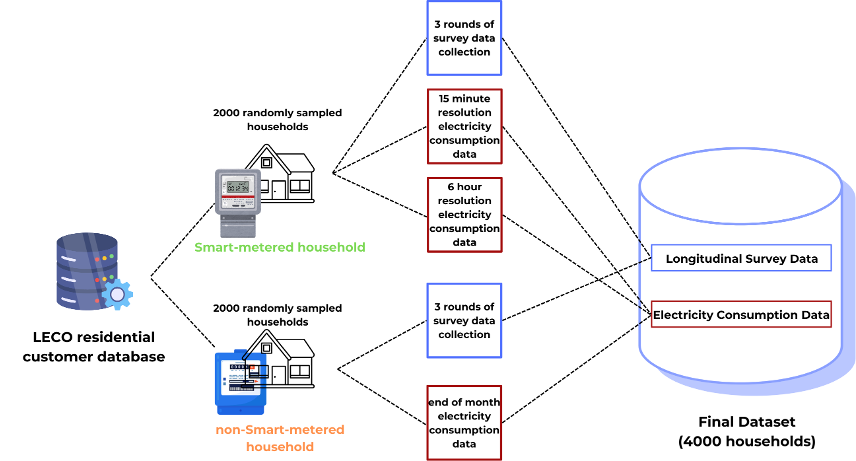 3 rounds of
survey data
collection
2000 randomly sampled
households
15 minute
resolution
electricity
consumption
data
6 hour
resolution
electricity
consumption
data
Smart-metered household
LECO residential
customer database
2000 randomly sampled
households
3 rounds of
survey data
collection
non-Smart-metered
household
end of month
electricity
consumption
data
Longitudinal Survey Data
Electricity Consumption Data
Final Dataset
(4000 households)